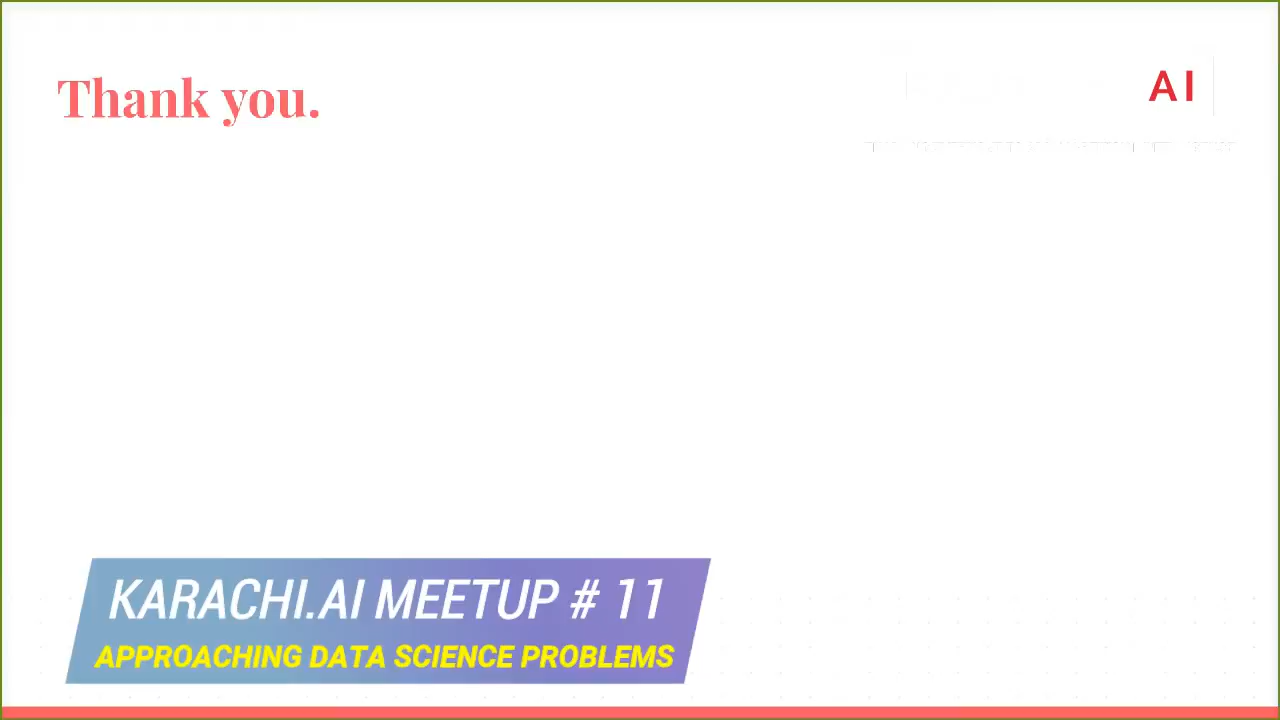 Thank you.
AI
KARACHI.AI MEETUP # 11
APPROACHING DATA SCIENCE PROBLEMS